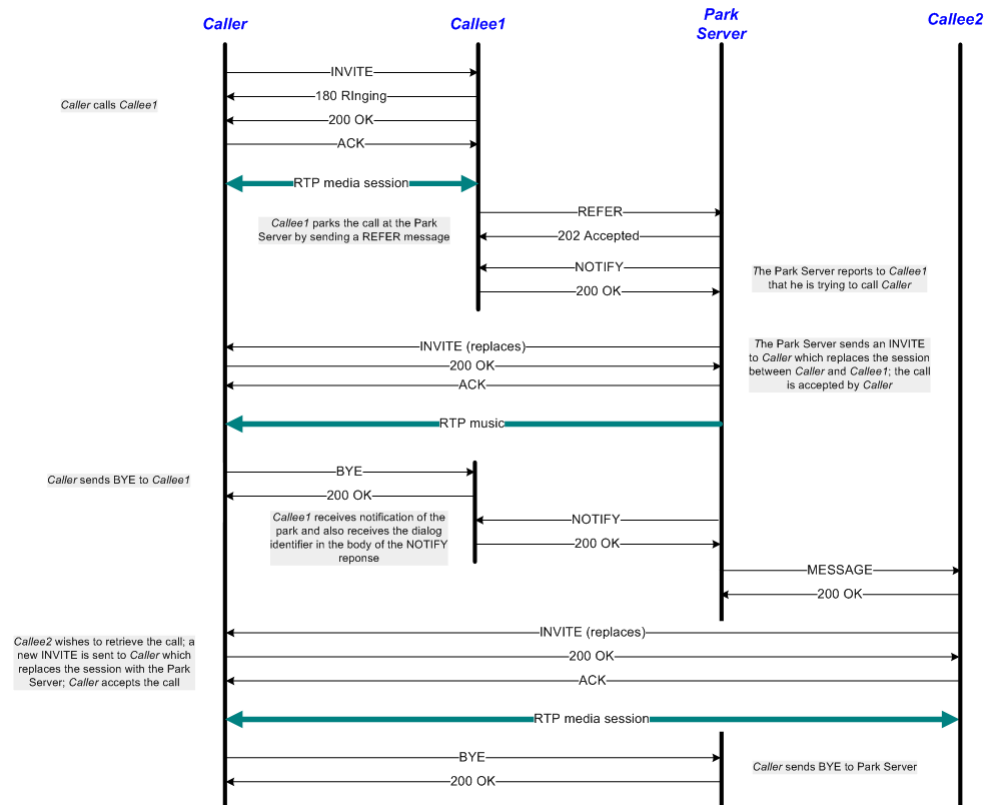 Caller
Callee1
Park
Server
Callee2
INVITE
180 RInging
Caller calls Callee1
200 OK
ACK
RTP media session
REFER
Callee1 parks the call at the Park
Server by sending a REFER message
202 Accepted
NOTIFY
The Park Server reports to Callee1
that he is trying to call Caller
200 OK
INVITE (replaces)
The Park Server sends an INVITE
to Caller which replaces the session
between Caller and Callee1; the call
is accepted by Caller
200 OK
ACK
RTP music
BYE
Caller sends BYE to Callee1
200 OK
Callee1 receives notification of the
park and also receives the dialog
identifier in the body of the NOTIFY
reponse
NOTIFY
200 OK
MESSAGE
200 OK
INVITE (replaces)
Callee2 wishes to retrieve the call; a
new INVITE is sent to Caller which
replaces the session with the Park
Server; Caller accepts the call
200 OK
ACK
RTP media session
BYE
Caller sends BYE to Park Server
200 OK